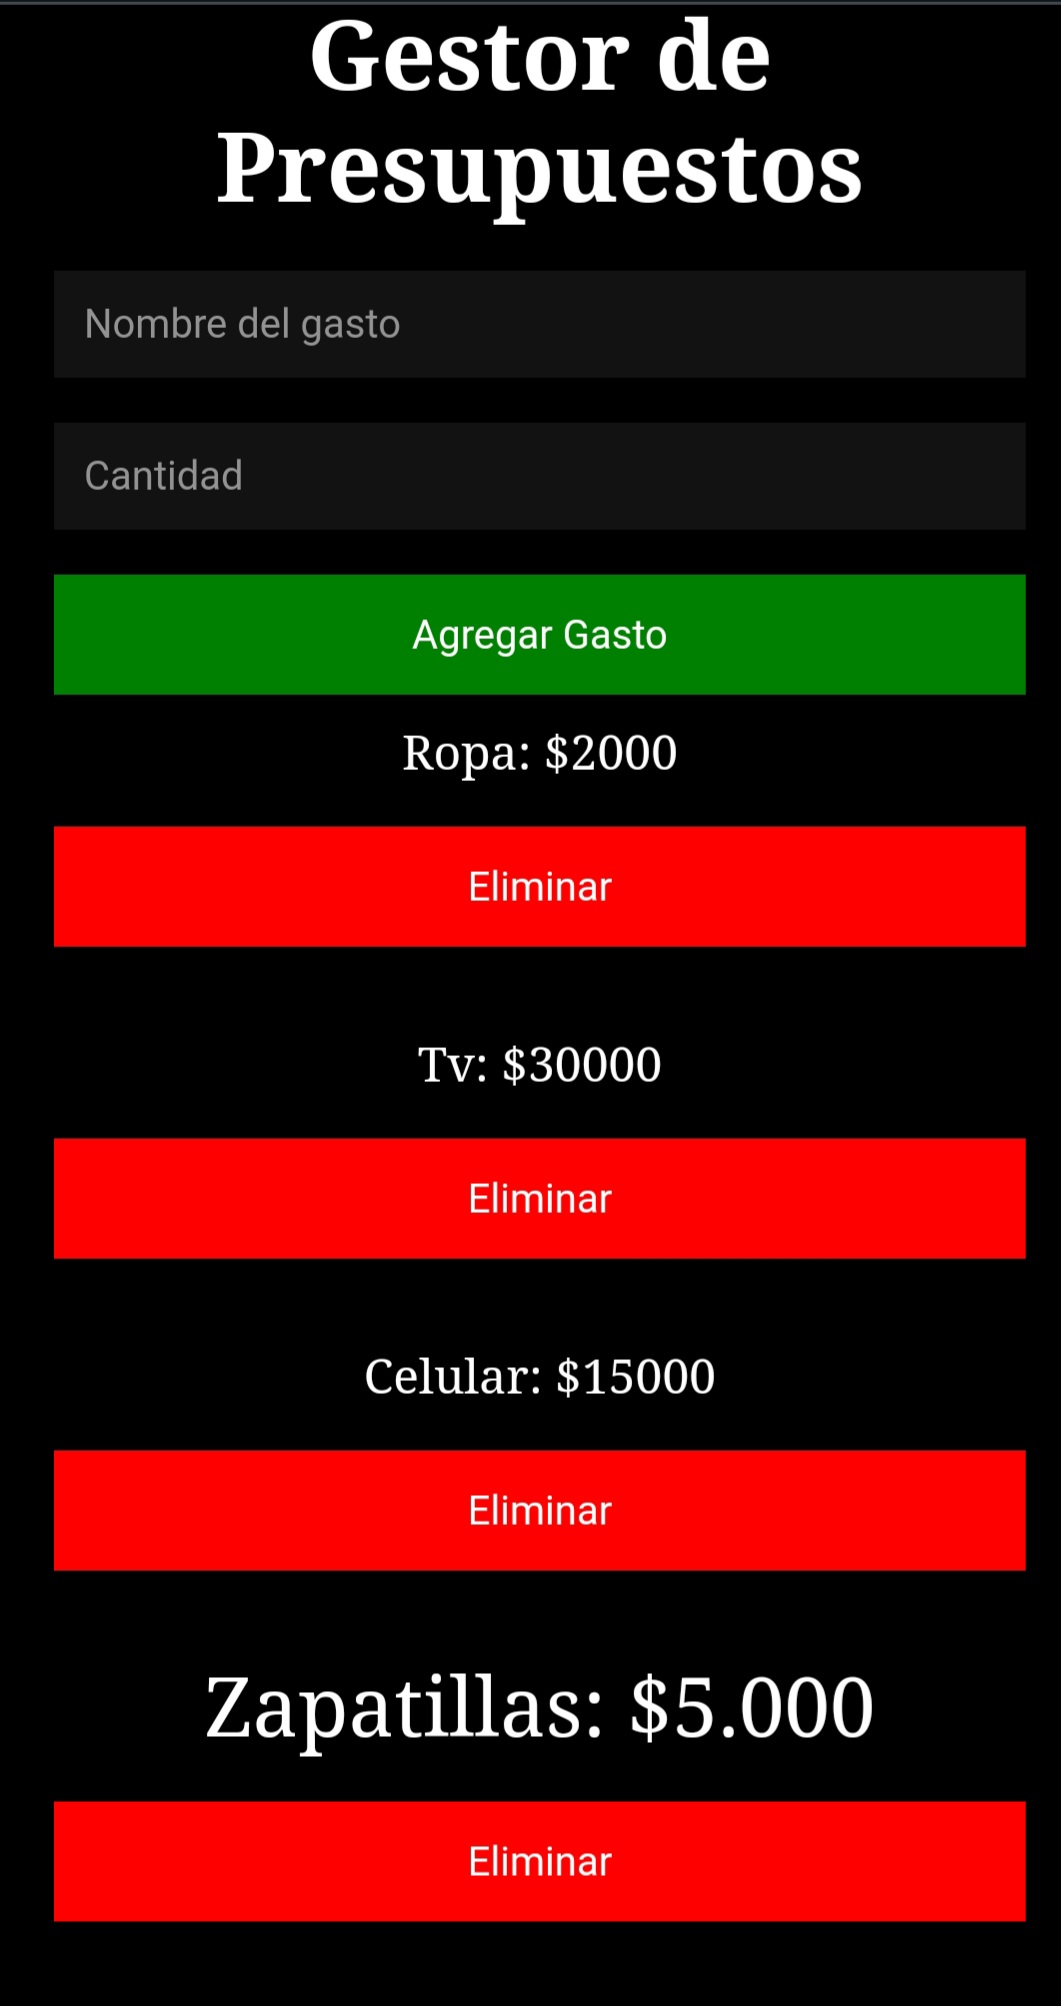 Gestor de
Presupuestos
Nombre del gasto
Cantidad
Agregar Gasto
Ropa: $2000
Eliminar
Tv: $30000
Eliminar
Celular: $15000
Eliminar
Zapatillas: $5.000
Eliminar